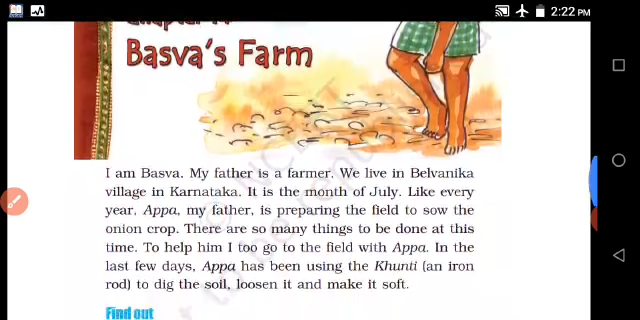 2:22 PM
Basva's Farm
I am Basva. My father is a farmer. We live in Belvanika
village in Karnataka. It is the month of July. Like every
year, Appa, my father, is preparing the field to sow the
onion crop. There are so many things to be done at this
time. To help him I too go to the field with Appa. In the
last few days, Appa has been using the Khunti (an iron
rod) to dig the soil, loosen it and make it soft.
Find out